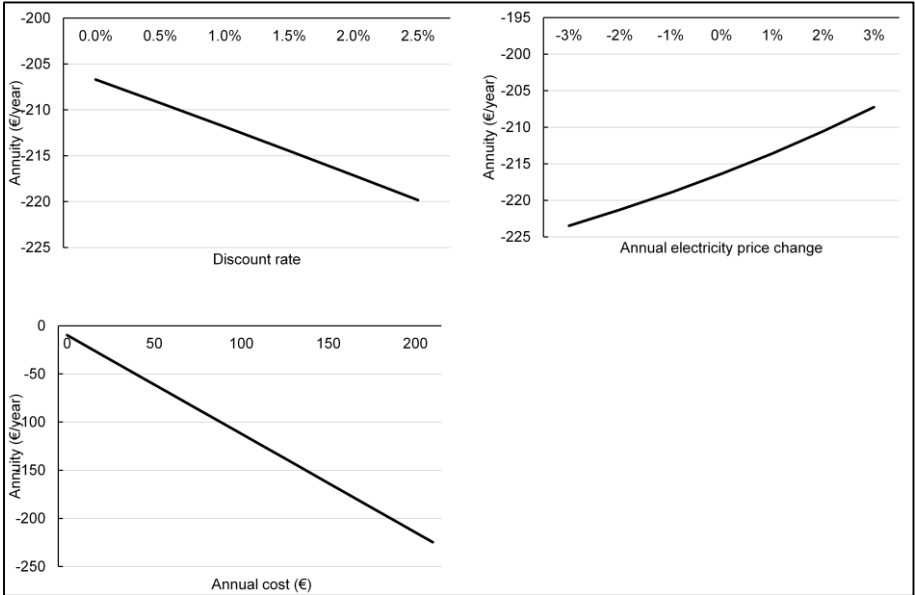 -200
0.0% 0.5% 1.0% 1.5% 2.0% 2.5%
-205
-210
-215
-220
-225
Annuity (€/year)
Discount rate
-195
-3% -2% -1% 0% 1% 2% 3%
-200
-205
-210
-215
-220
-225
Annuity (€/year)
Annual electricity price change
0
0 50 100 150 200
-50
-100
-150
-200
-250
Annuity (€/year)
Annual cost (€)